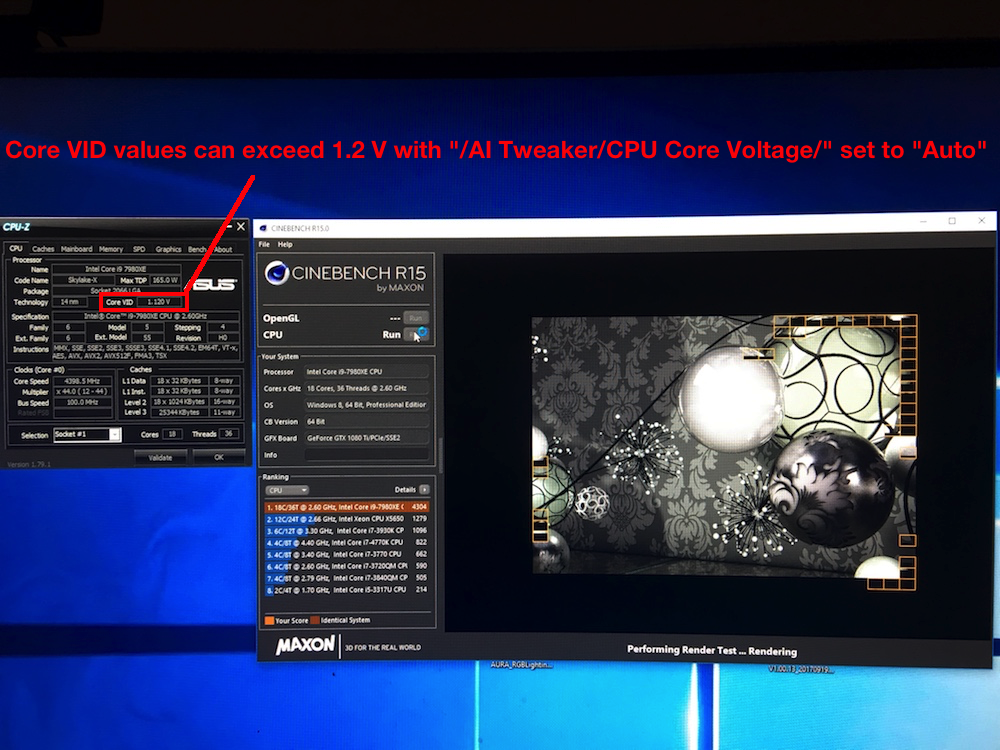 Core VID values can exceed 1.2 V with "/AI Tweaker/CPU Core Voltage/" set to "Auto"
CPU-Z
CPU Caches Mainboard Memory SPD Graphics Bench About
Processor
Name Intel Core i9 7980XE
Code Name Skylake-X Max TDP 165.0 W
Package Socket 2066 LGA
Technology 14 nm Core VID 1.120 V
Specification Intel® Core™ i9-7980XE CPU @ 2.60GHz
Family 6 Model 5 Stepping 4
Ext. Family 6 Ext. Model 55 Revision H0
Instructions MMX, SSE, SSE2, SSE3, SSSE3, SSE4.1, SSE4.2, EM64T, VT-x,
AES, AVX, AVX2, AVX512F, FMA3, TSX
Clocks (Core #0)
Core Speed 4398.5 MHz
Multiplier x 44.0 ( 12 - 44 )
Bus Speed 100.0 MHz
Rated FSB
Caches
L1 Data 18 x 32 KBytes 8-way
L1 Inst. 18 x 32 KBytes 8-way
Level 2 18 x 1024 KBytes 16-way
Level 3 25344 KBytes 11-way
Selection Socket #1 Cores 18 Threads 36
Version 1.79.1 Validate OK
CINEBENCH R15.0
File Help
CINEBENCH R15
by MAXON
OpenGL --- Run
CPU Run
Your System
Processor Intel Core i9-7980XE CPU
Cores x GHz 18 Cores, 36 Threads @ 2.60 GHz
OS Windows 8, 64 Bit, Professional Edition
CB Version 64 Bit
GFX Board GeForce GTX 1080 Ti/PCIe/SSE2
Info
Ranking
CPU Details
1. 18C/36T @ 2.60 GHz, Intel Core i9-7980XE C 4304
2. 12C/24T @ 2.66 GHz, Intel Xeon CPU X5650 1279
3. 6C/12T @ 3.30 GHz, Intel Core i7-3930K CP 1096
4. 4C/8T @ 4.40 GHz, Intel Core i7-4770K CPU 822
5. 4C/8T @ 3.40 GHz, Intel Core i7-3770 CPU 662
6. 4C/8T @ 2.60 GHz, Intel Core i7-3720QM CPI 590
7. 4C/8T @ 2.79 GHz, Intel Core i7-3840QM CP 505
8. 2C/4T @ 1.70 GHz, Intel Core i5-3317U CPU 214
Your Score Identical System
MAXON 3D FOR THE REAL WORLD
Performing Render Test ... Rendering
AURA_RGBLightin...
V1.00.13_20170919...